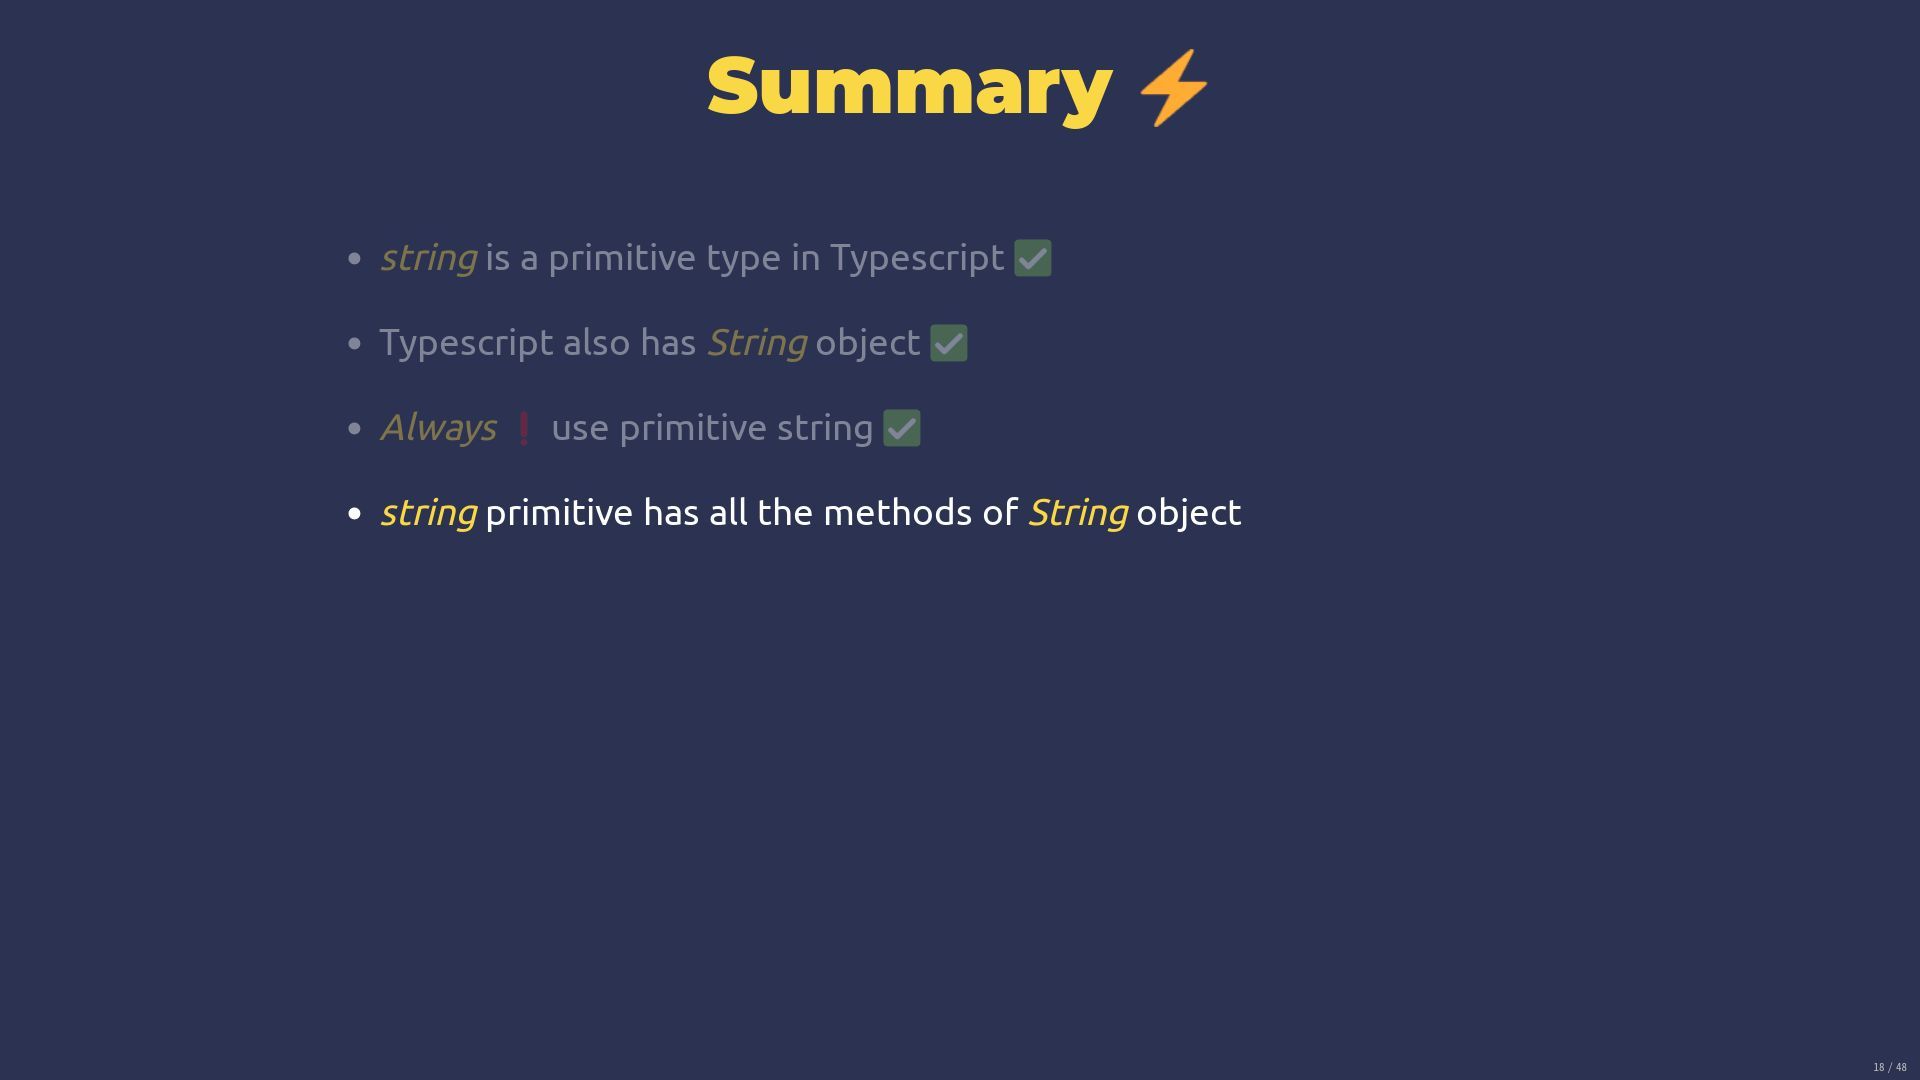 Summary ⚡
• string is a primitive type in Typescript ✅
• Typescript also has String object ✅
• Always ❗ use primitive string ✅
• string primitive has all the methods of String object
18 / 48